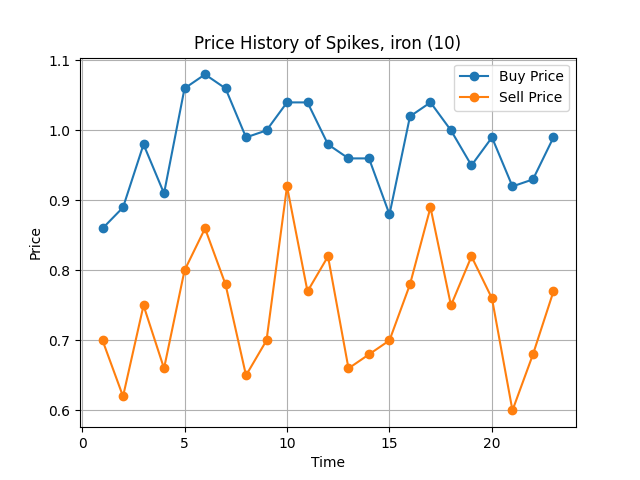 Price History of Spikes, iron (10)
Buy Price
Sell Price
Price
1.1
1.0
0.9
0.8
0.7
0.6
0 5 10 15 20
Time